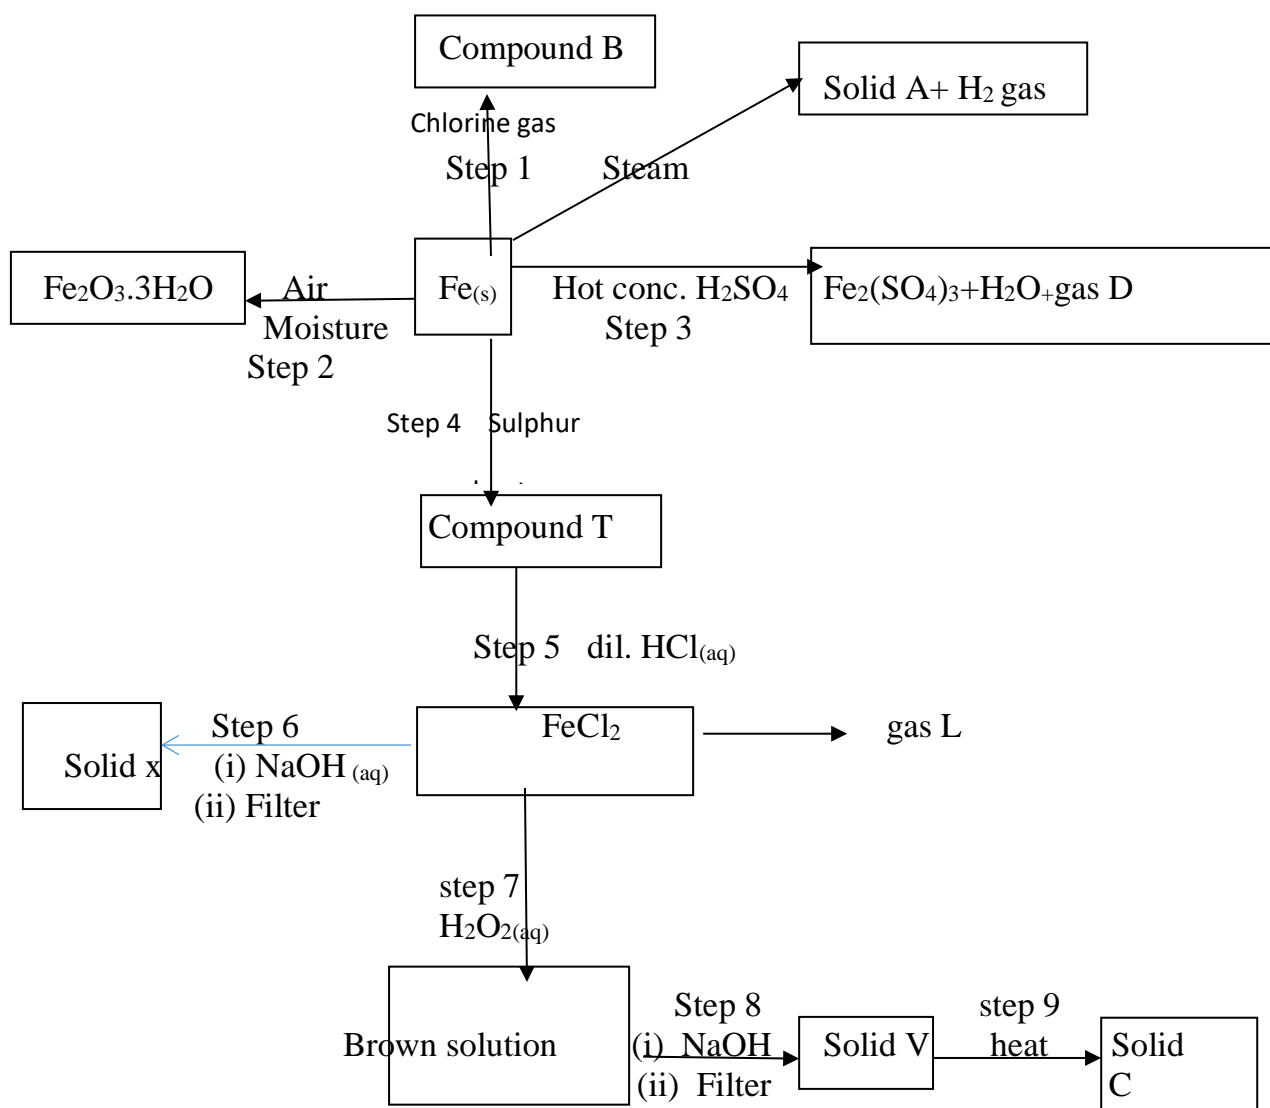 Compound B
Solid A+ H₂ gas
Chlorine gas
Step 1
Steam
Fe₂O₃.3H₂O
Air
Moisture
Step 2
Fe₍ₛ₎
Hot conc. H₂SO₄
Step 3
Fe₂(SO₄)₃+H₂O₊gas D
Step 4 Sulphur
Compound T
Step 5 dil. HCl(aq)
FeCl₂
gas L
Step 6
(i) NaOH (aq)
(ii) Filter
Solid x
step 7
H₂O₂(aq)
Brown solution
Step 8
(i) NaOH
(ii) Filter
Solid V
step 9
heat
Solid
C